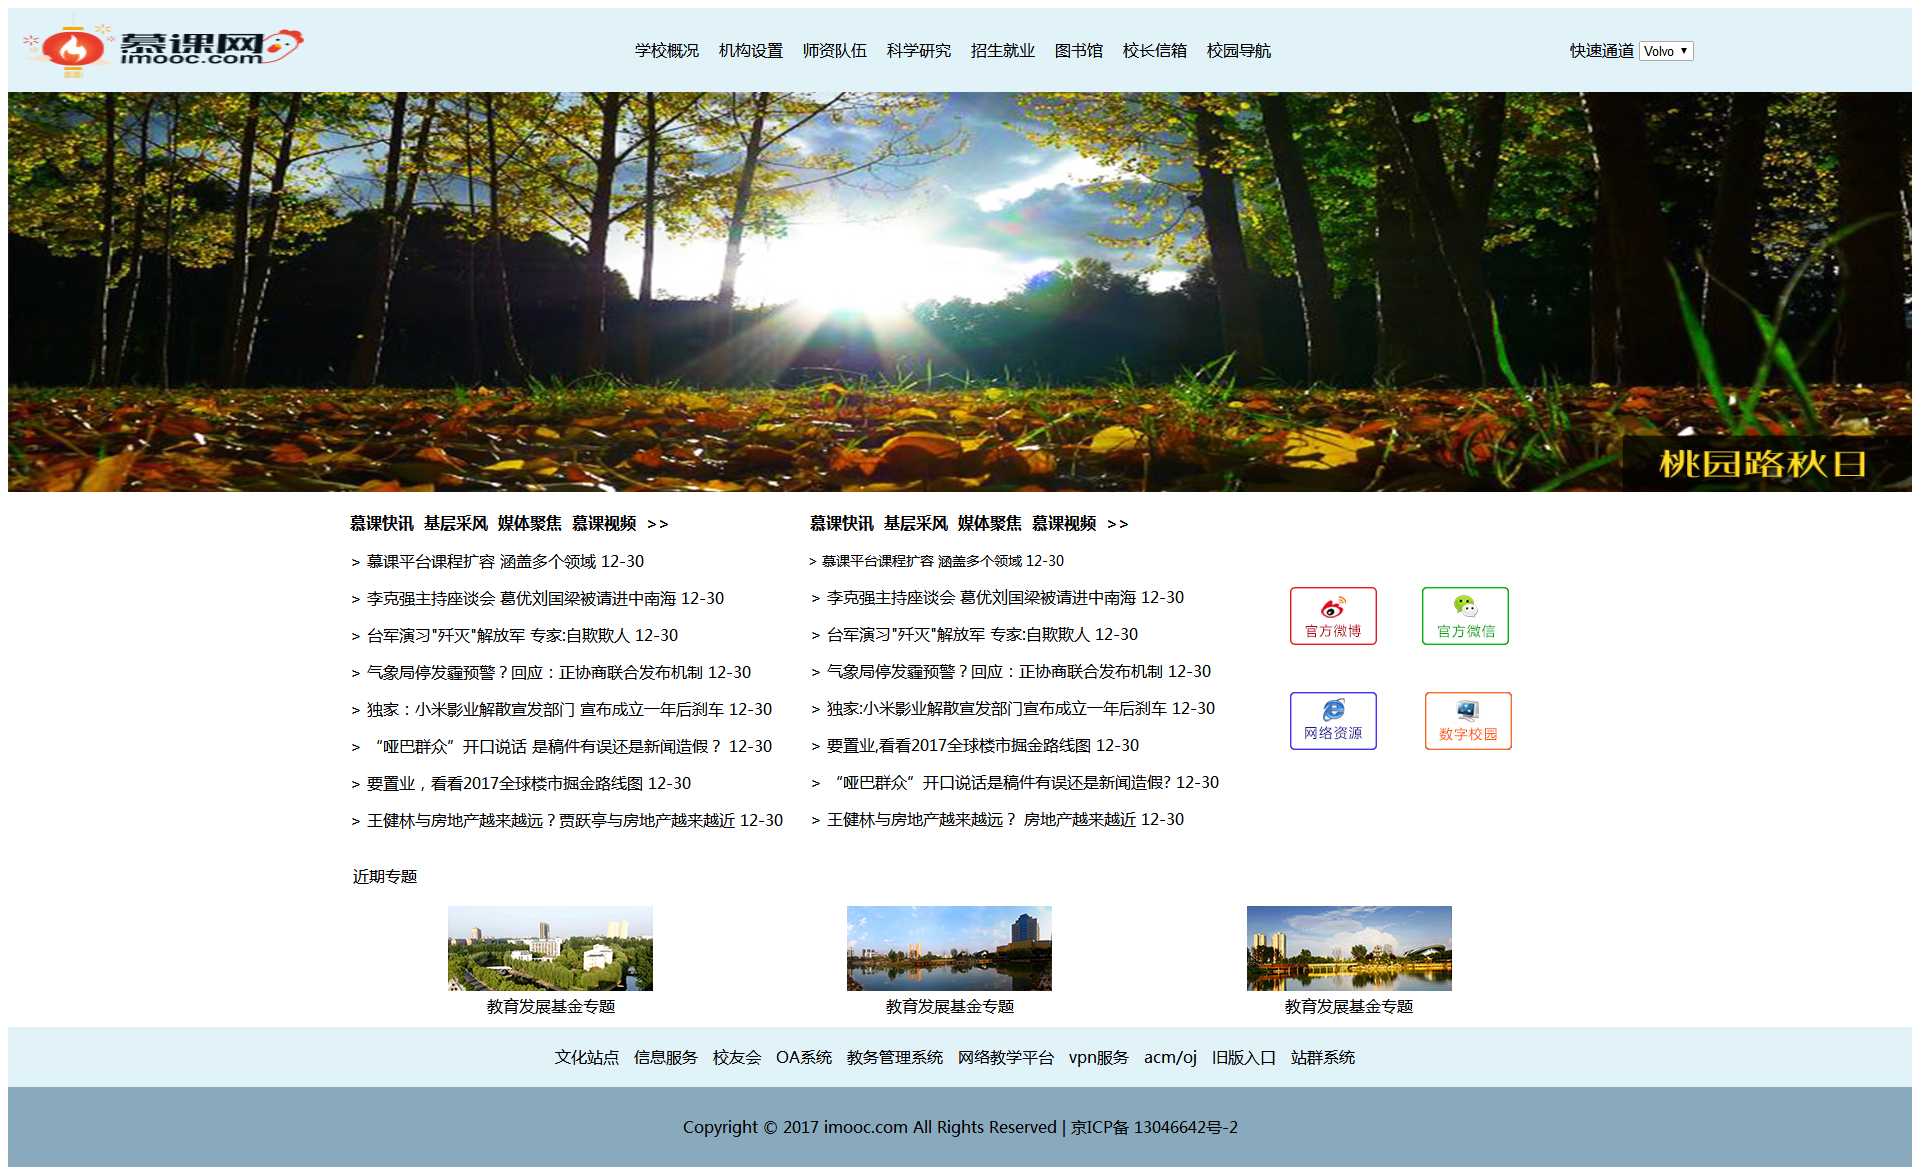 慕课网
imooc.com
学校概况 机构设置 师资队伍 科学研究 招生就业 图书馆 校长信箱 校园导航
快速通道 Volvo
桃园路秋日
慕课快讯 基层采风 媒体聚焦 慕课视频 >>
> 慕课平台课程扩容 涵盖多个领域 12-30
> 李克强主持座谈会 葛优刘国梁被请进中南海 12-30
> 台军演习"歼灭"解放军 专家:自欺欺人 12-30
> 气象局停发霾预警？回应：正协商联合发布机制 12-30
> 独家：小米影业解散宣发部门 宣布成立一年后刹车 12-30
> “哑巴群众”开口说话 是稿件有误还是新闻造假？ 12-30
> 要置业，看看2017全球楼市掘金路线图 12-30
> 王健林与房地产越来越远？贾跃亭与房地产越来越近 12-30
慕课快讯 基层采风 媒体聚焦 慕课视频 >>
> 慕课平台课程扩容 涵盖多个领域 12-30
> 李克强主持座谈会 葛优刘国梁被请进中南海 12-30
> 台军演习"歼灭"解放军 专家:自欺欺人 12-30
> 气象局停发霾预警？回应：正协商联合发布机制 12-30
> 独家:小米影业解散宣发部门宣布成立一年后刹车 12-30
> 要置业,看看2017全球楼市掘金路线图 12-30
> “哑巴群众”开口说话是稿件有误还是新闻造假? 12-30
> 王健林与房地产越来越远？ 房地产越来越近 12-30
官方微博
官方微信
网络资源
数字校园
近期专题
教育发展基金专题
教育发展基金专题
教育发展基金专题
文化站点 信息服务 校友会 OA系统 教务管理系统 网络教学平台 vpn服务 acm/oj 旧版入口 站群系统
Copyright © 2017 imooc.com All Rights Reserved | 京ICP备 13046642号-2